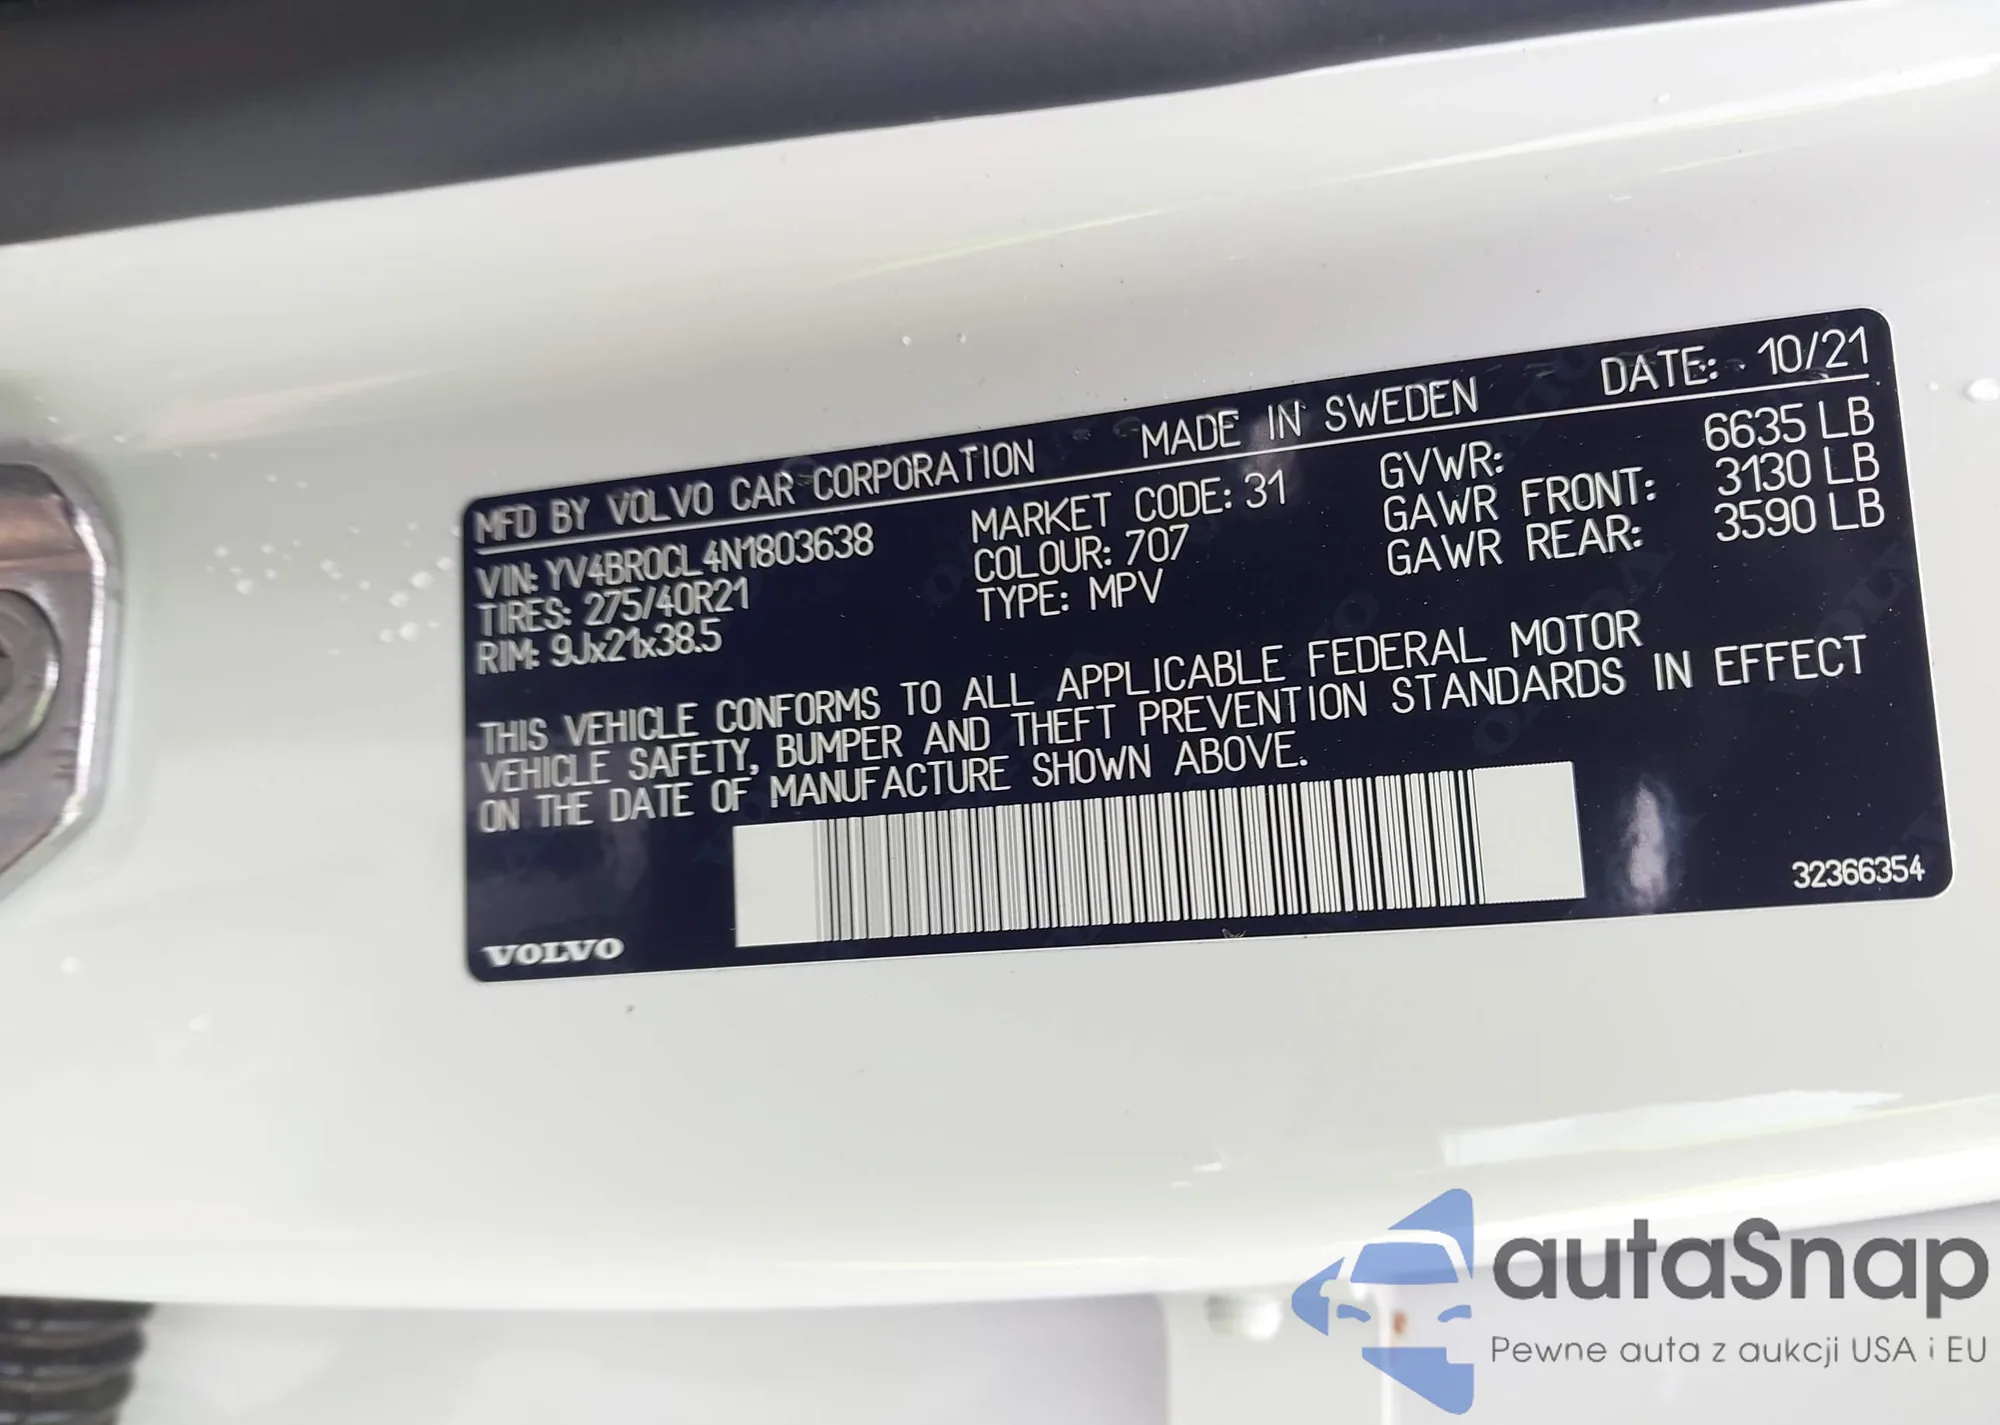 MFD BY VOLVO CAR CORPORATION MADE IN SWEDEN DATE: 10/21
VIN: YV4BR0CL4N1803638 MARKET CODE: 31 GVWR: 6635 LB
TIRES: 275/40R21 COLOUR: 707 GAWR FRONT: 3130 LB
RIM: 9Jx21x38.5 TYPE: MPV GAWR REAR: 3590 LB
THIS VEHICLE CONFORMS TO ALL APPLICABLE FEDERAL MOTOR
VEHICLE SAFETY, BUMPER AND THEFT PREVENTION STANDARDS IN EFFECT
ON THE DATE OF MANUFACTURE SHOWN ABOVE.
32366354
VOLVO
autaSnap
Pewne auta z aukcji USA i EU